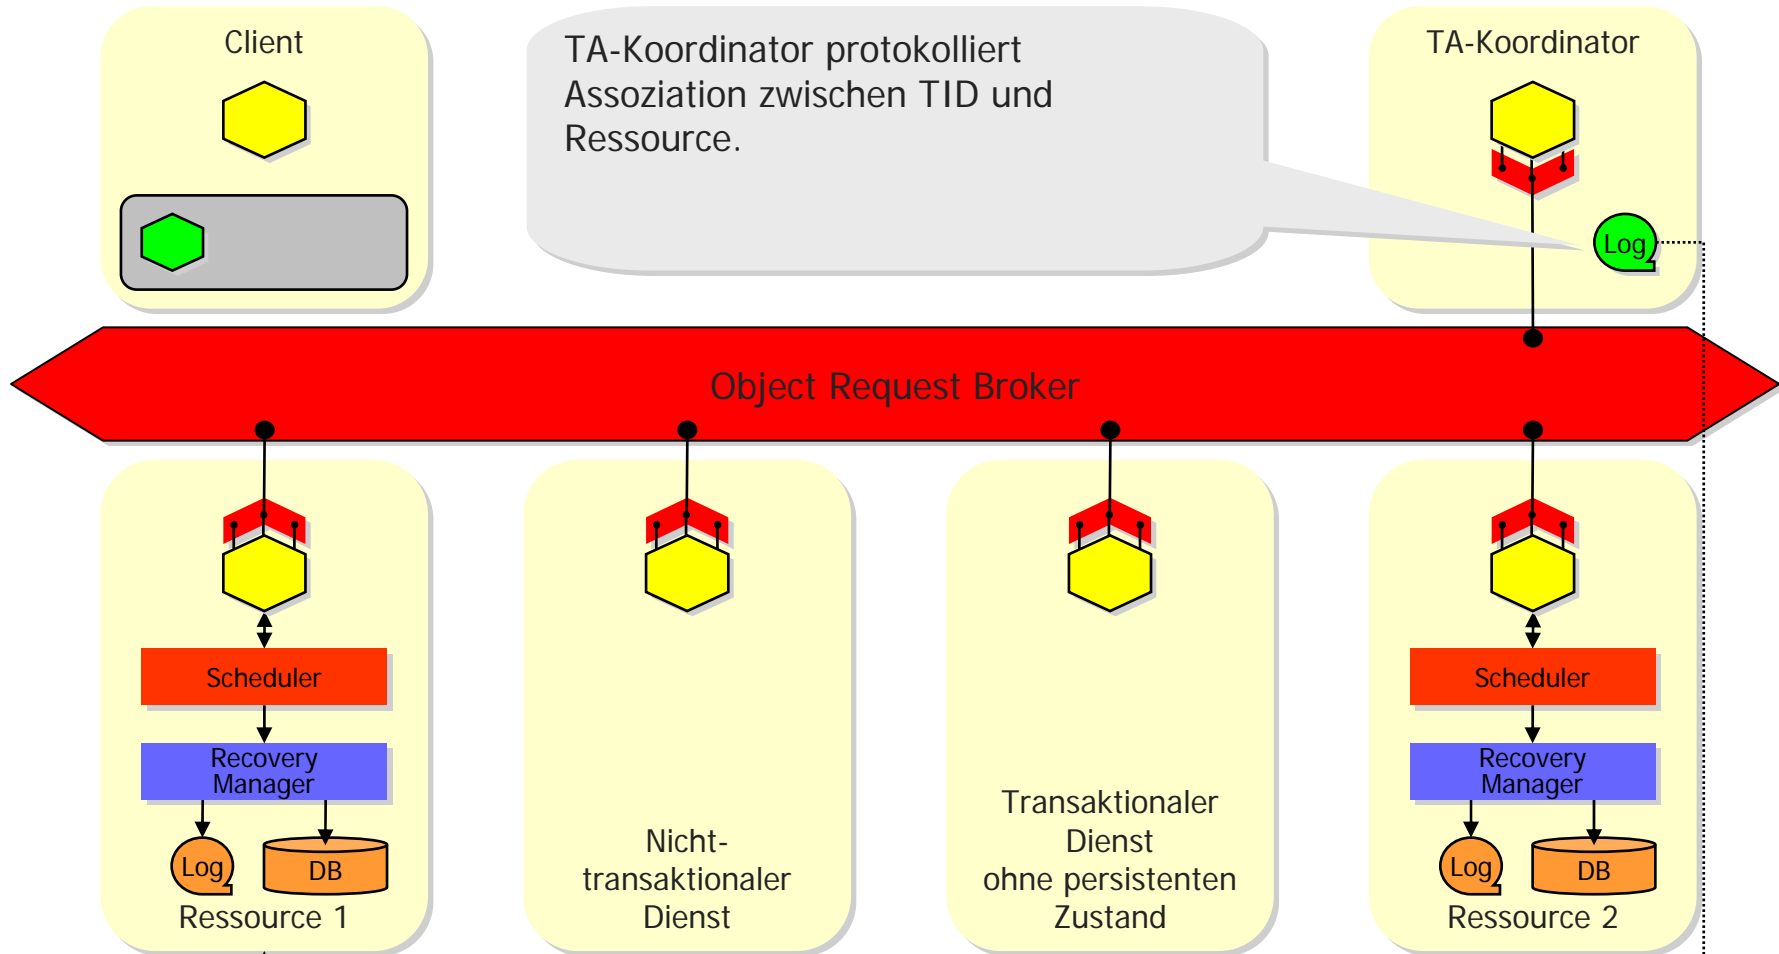 Client
TA-Koordinator protokolliert
Assoziation zwischen TID und
Ressource.
TA-Koordinator
Log
Object Request Broker
Scheduler
Recovery
Manager
Log
DB
Ressource 1
Nicht-
transaktionaler
Dienst
Transaktionaler
Dienst
ohne persistenten
Zustand
Scheduler
Recovery
Manager
Log
DB
Ressource 2